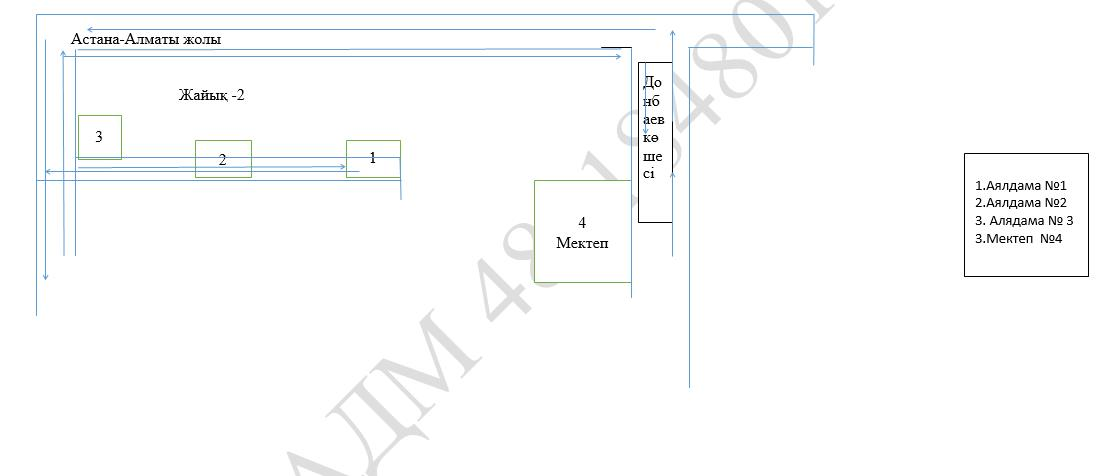 Астана-Алматы жолы
Жайық -2
До
нб
аев
кө
ше
сі
3
2
1
4
Мектеп
1.Аялдама №1
2.Аялдама №2
3. Алядама № 3
3.Мектеп №4